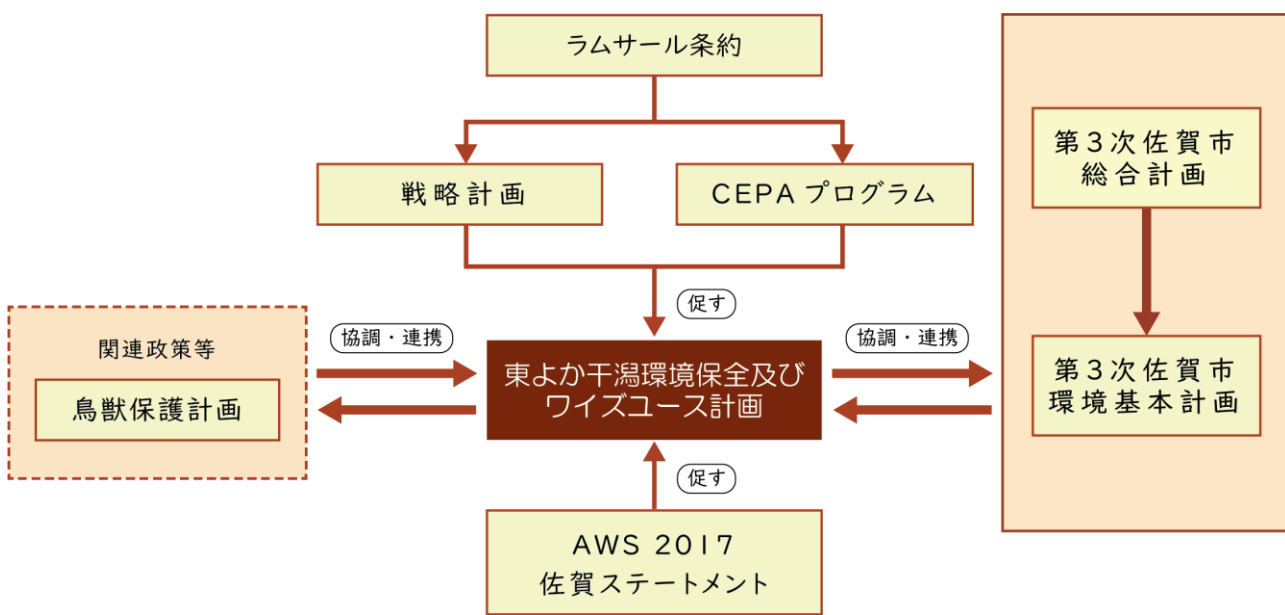 ラムサール条約
戦略計画
CEPA プログラム
促す
第3次佐賀市
総合計画
関連政策等
鳥獣保護計画
協調・連携
東よか干潟環境保全及び
ワイズユース計画
協調・連携
第3次佐賀市
環境基本計画
促す
AWS 2017
佐賀ステートメント